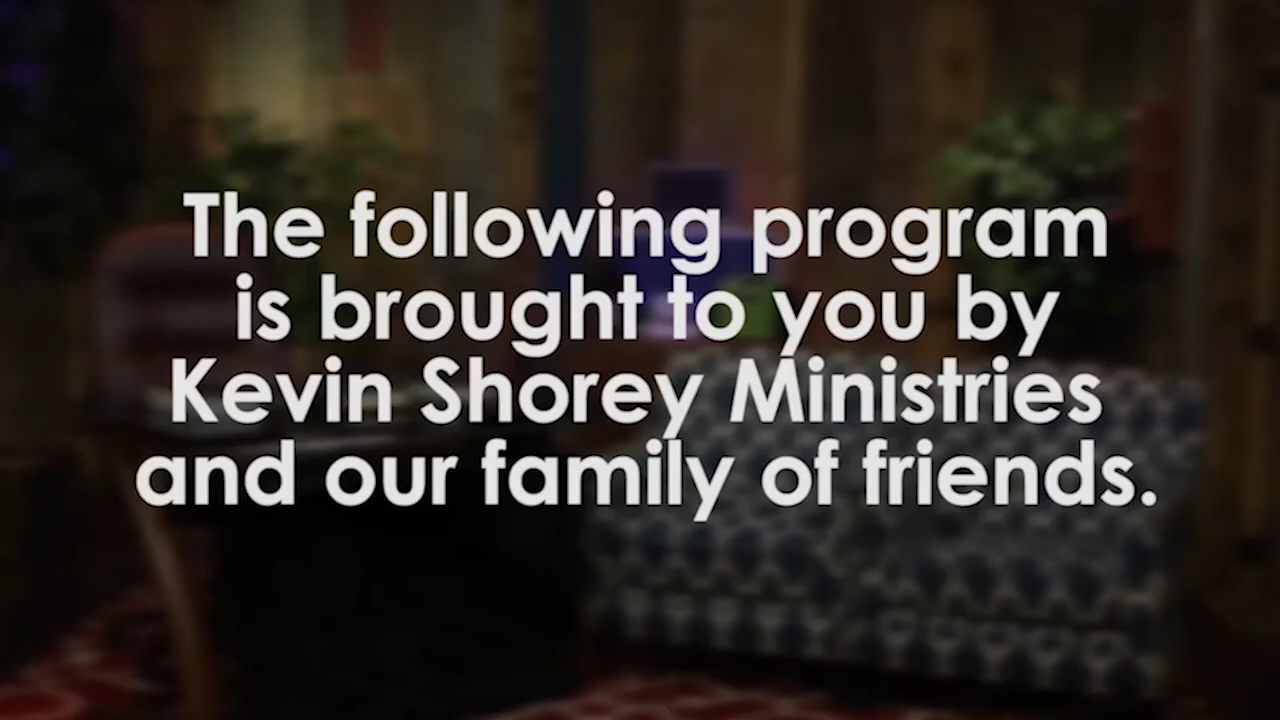 The following program
is brought to you by
Kevin Shorey Ministries
and our family of friends.